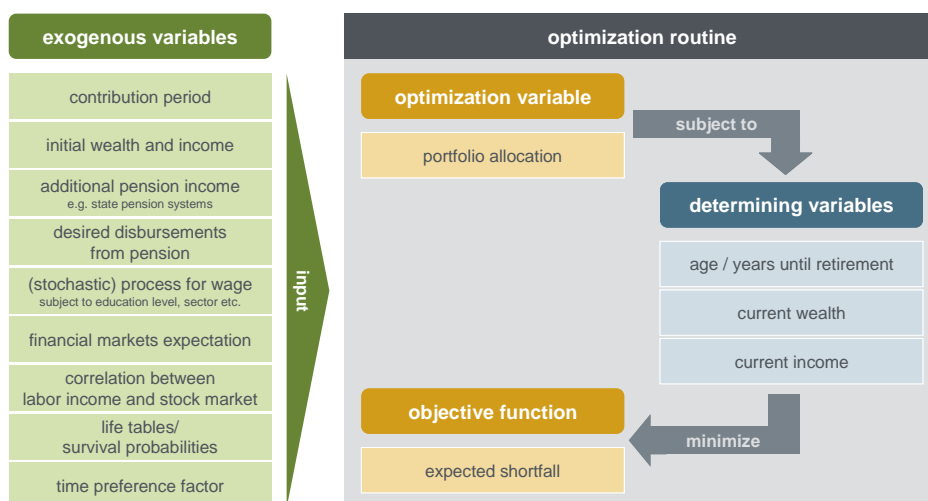 exogenous variables
contribution period
initial wealth and income
additional pension income
e.g. state pension systems
desired disbursements
from pension
(stochastic) process for wage
subject to education level, sector etc.
financial markets expectation
correlation between
labor income and stock market
life tables/
survival probabilities
time preference factor
input
optimization routine
optimization variable
portfolio allocation
subject to
determining variables
age / years until retirement
current wealth
current income
minimize
objective function
expected shortfall